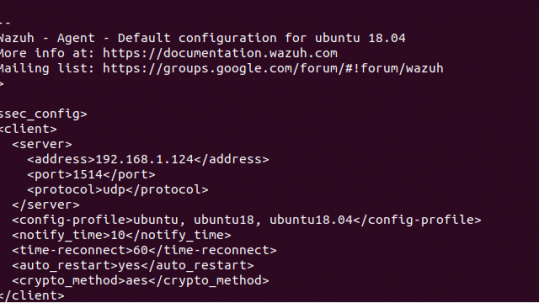 --
Wazuh - Agent - Default configuration for ubuntu 18.04
More info at: https://documentation.wazuh.com
Mailing list: https://groups.google.com/forum/#!forum/wazuh
>
ssec_config>
<client>
<server>
<address>192.168.1.124</address>
<port>1514</port>
<protocol>udp</protocol>
</server>
<config-profile>ubuntu, ubuntu18, ubuntu18.04</config-profile>
<notify_time>10</notify_time>
<time-reconnect>60</time-reconnect>
<auto_restart>yes</auto_restart>
<crypto_method>aes</crypto_method>
</client>